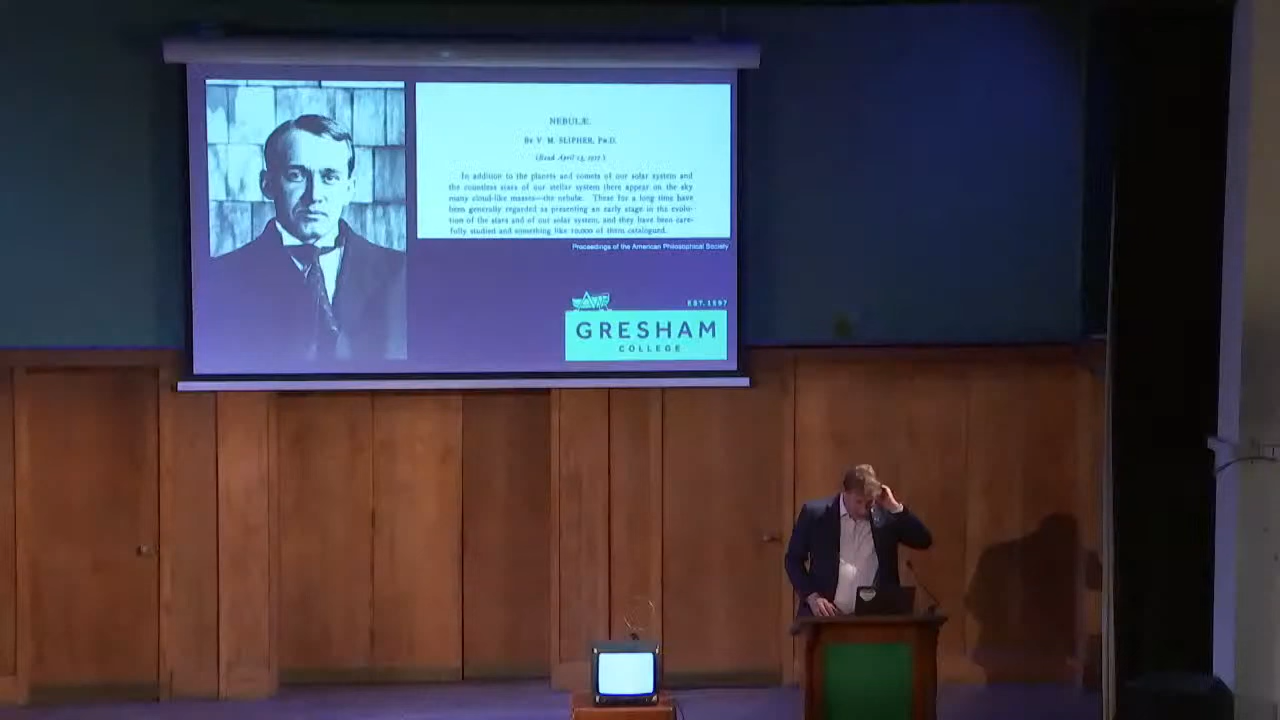 NEBULÆ.
By V. M. SLIPHER, Ph.D.
(Read April 13, 1917.)
In addition to the planets and comets of our solar system and
the countless stars of our stellar system there appear on the sky
many cloud-like masses—the nebulæ. These for a long time have
been generally regarded as presenting an early stage in the evolu-
tion of the stars and of our solar system, and they have been care-
fully studied and something like 10,000 of them catalogued.
Proceedings of the American Philosophical Society
EST. 1597
GRESHAM
COLLEGE